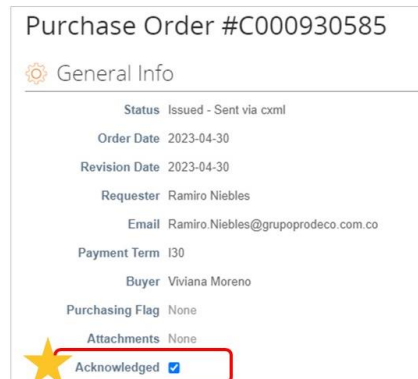 Purchase Order #C000930585
General Info
Status Issued - Sent via cxml
Order Date 2023-04-30
Revision Date 2023-04-30
Requester Ramiro Niebles
Email Ramiro.Niebles@grupoprodeco.com.co
Payment Term I30
Buyer Viviana Moreno
Purchasing Flag None
Attachments None
Acknowledged